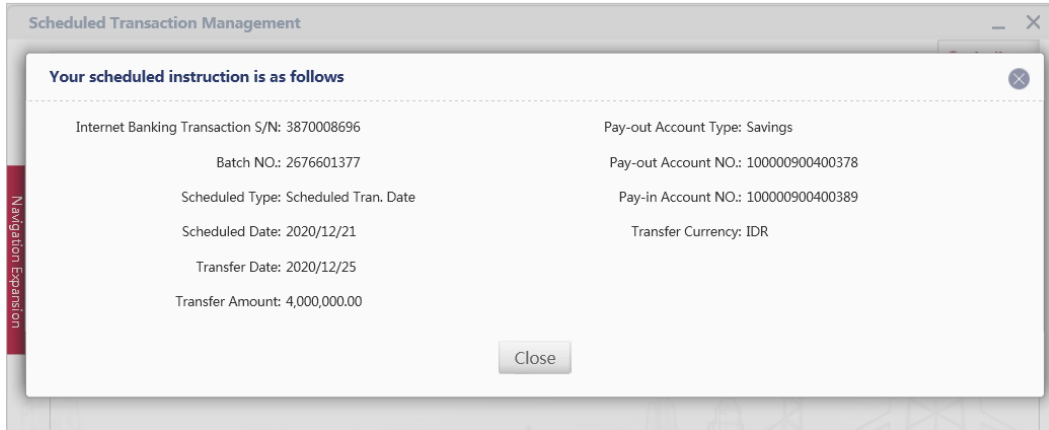 Scheduled Transaction Management
Your scheduled instruction is as follows
Internet Banking Transaction S/N: 3870008696
Pay-out Account Type: Savings
Batch NO.: 2676601377
Pay-out Account NO.: 100000900400378
Scheduled Type: Scheduled Tran. Date
Pay-in Account NO.: 100000900400389
Scheduled Date: 2020/12/21
Transfer Currency: IDR
Transfer Date: 2020/12/25
Transfer Amount: 4,000,000.00
Close
Navigation Expansion